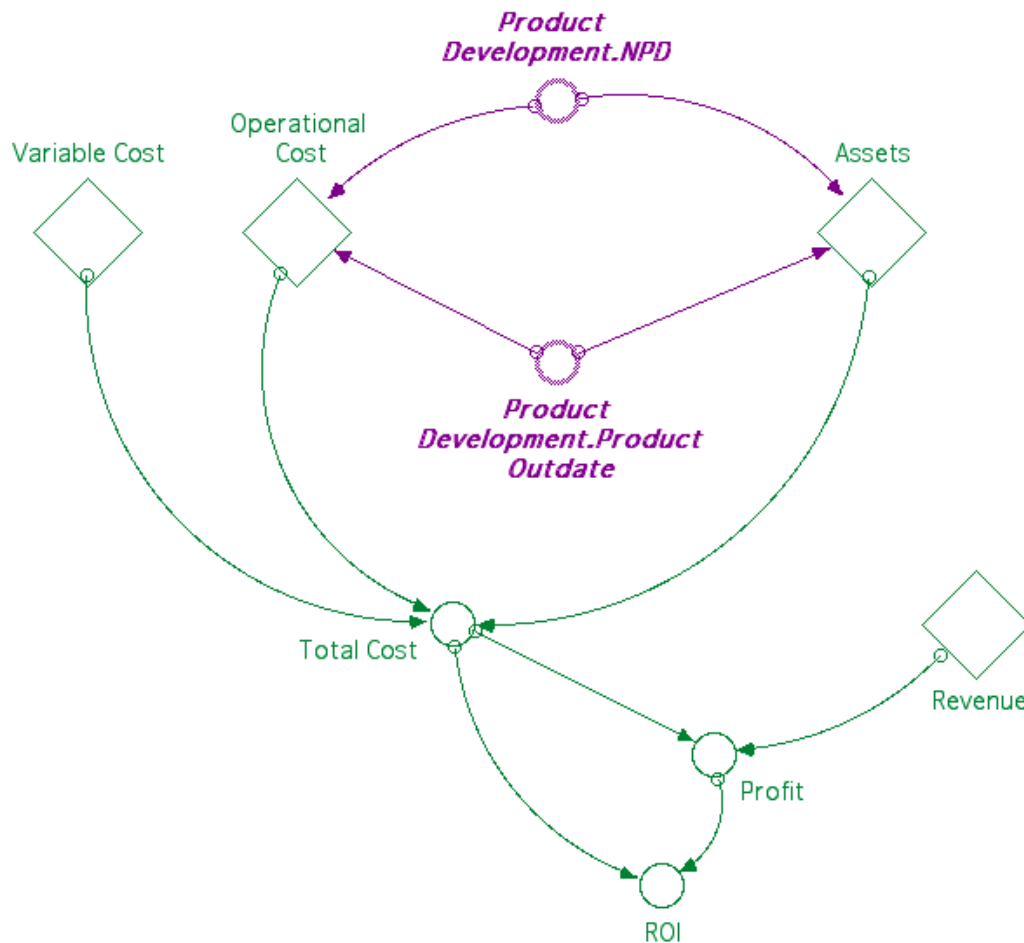 Product
Development.NPD
Operational
Cost
Variable Cost
Assets
Product
Development.Product
Outdate
Total Cost
Revenue
Profit
ROI